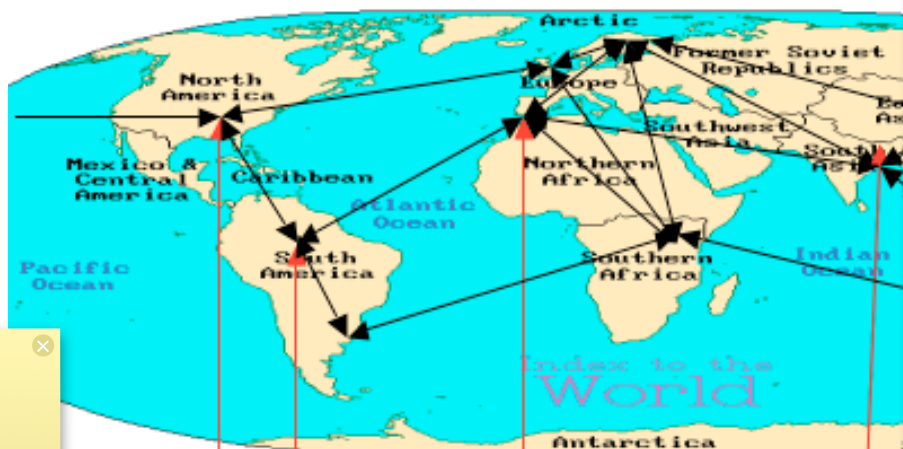 Arctic
North
America
Europe
Former Soviet
Republics
Southwest
Asia
Mexico &
Central
America
Caribbean
Northern
Africa
Atlantic
Ocean
South
America
Southern
Africa
Indian
Ocean
Pacific
Ocean
Index to the
World
Antarctica